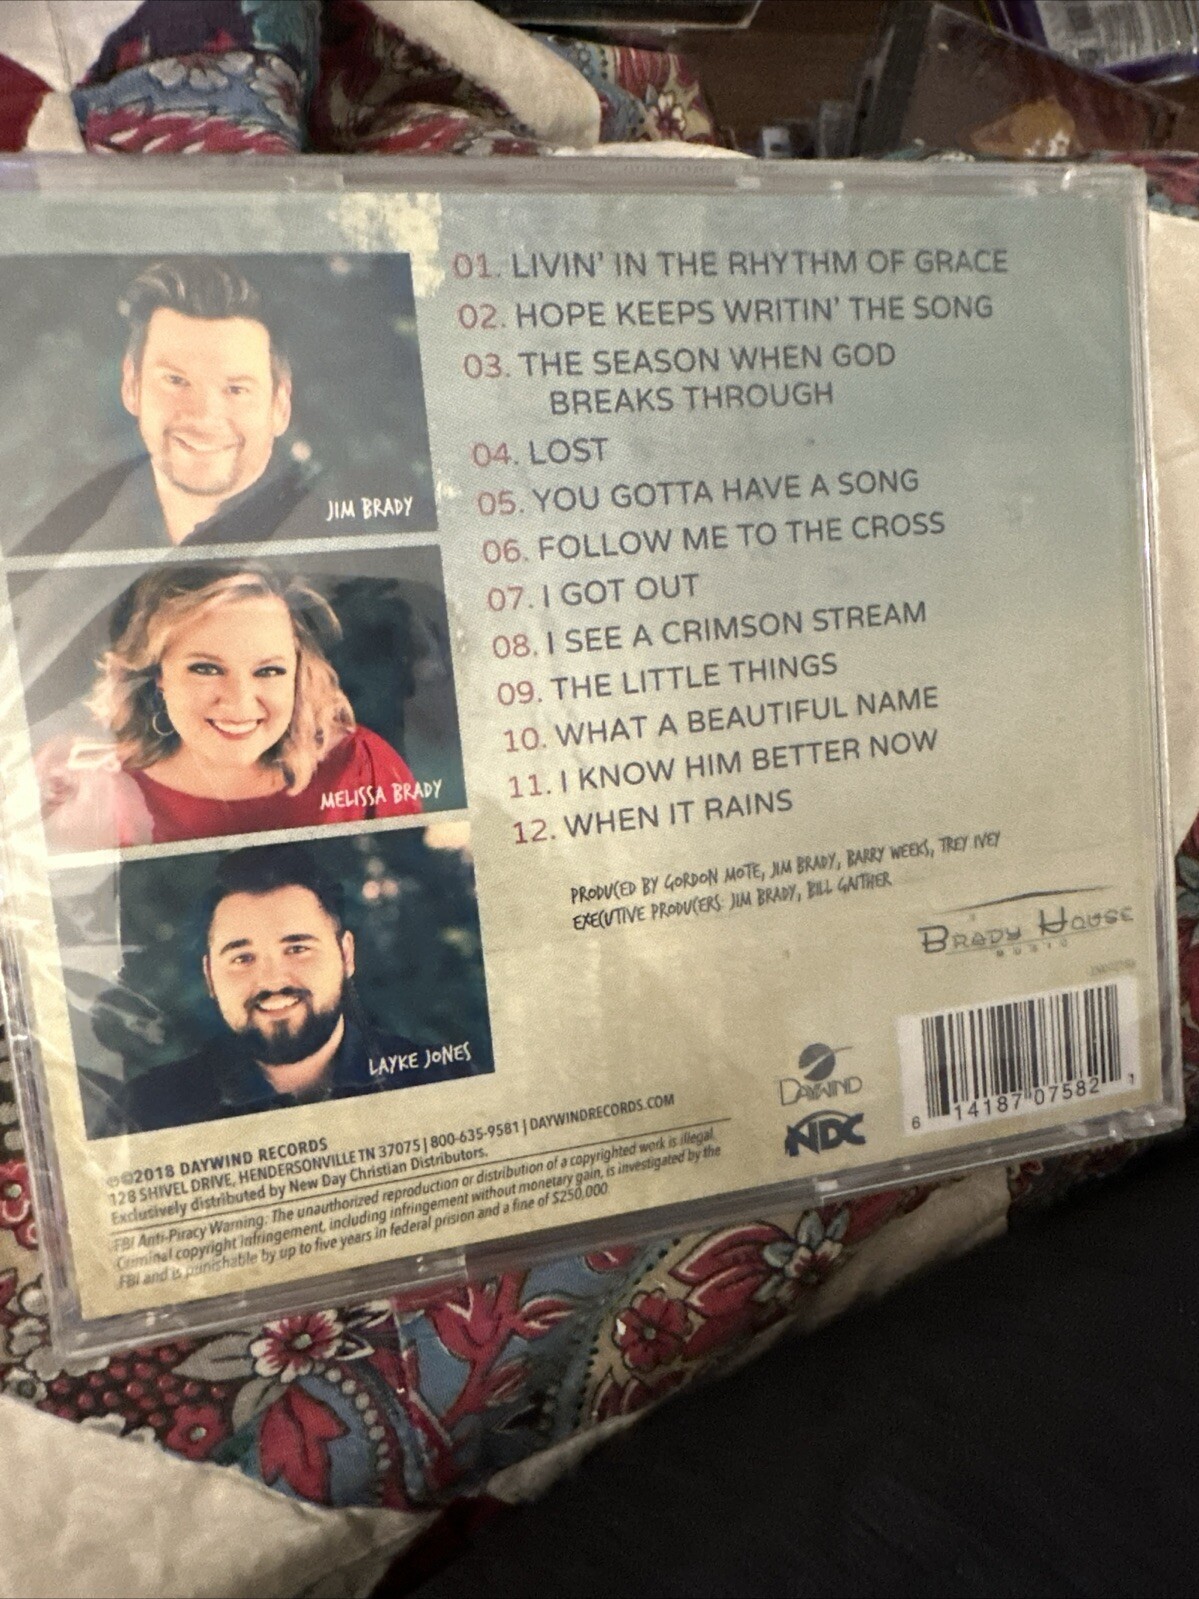 01. LIVIN' IN THE RHYTHM OF GRACE
02. HOPE KEEPS WRITIN' THE SONG
03. THE SEASON WHEN GOD
BREAKS THROUGH
04. LOST
05. YOU GOTTA HAVE A SONG
06. FOLLOW ME TO THE CROSS
07. I GOT OUT
08. I SEE A CRIMSON STREAM
09. THE LITTLE THINGS
10. WHAT A BEAUTIFUL NAME
11. I KNOW HIM BETTER NOW
12. WHEN IT RAINS
JIM BRADY
MELISSA BRADY
LAYKE JONES
PRODUCED BY GORDON MOTE, JIM BRADY, BARRY WEEKS, TREY IVEY
EXECUTIVE PRODUCERS: JIM BRADY, BILL GAITHER
BRADY HOUSE
MUSIC
DAYWIND
NDC
6 14187 07582 1
℗©2018 DAYWIND RECORDS
128 SHIVEL DRIVE, HENDERSONVILLE TN 37075 | 800-635-9581 | DAYWINDRECORDS.COM
Exclusively distributed by New Day Christian Distributors.
FBI Anti-Piracy Warning: The unauthorized reproduction or distribution of a copyrighted work is illegal.
Criminal copyright infringement, including infringement without monetary gain, is investigated by the
FBI and is punishable by up to five years in federal prision and a fine of $250,000